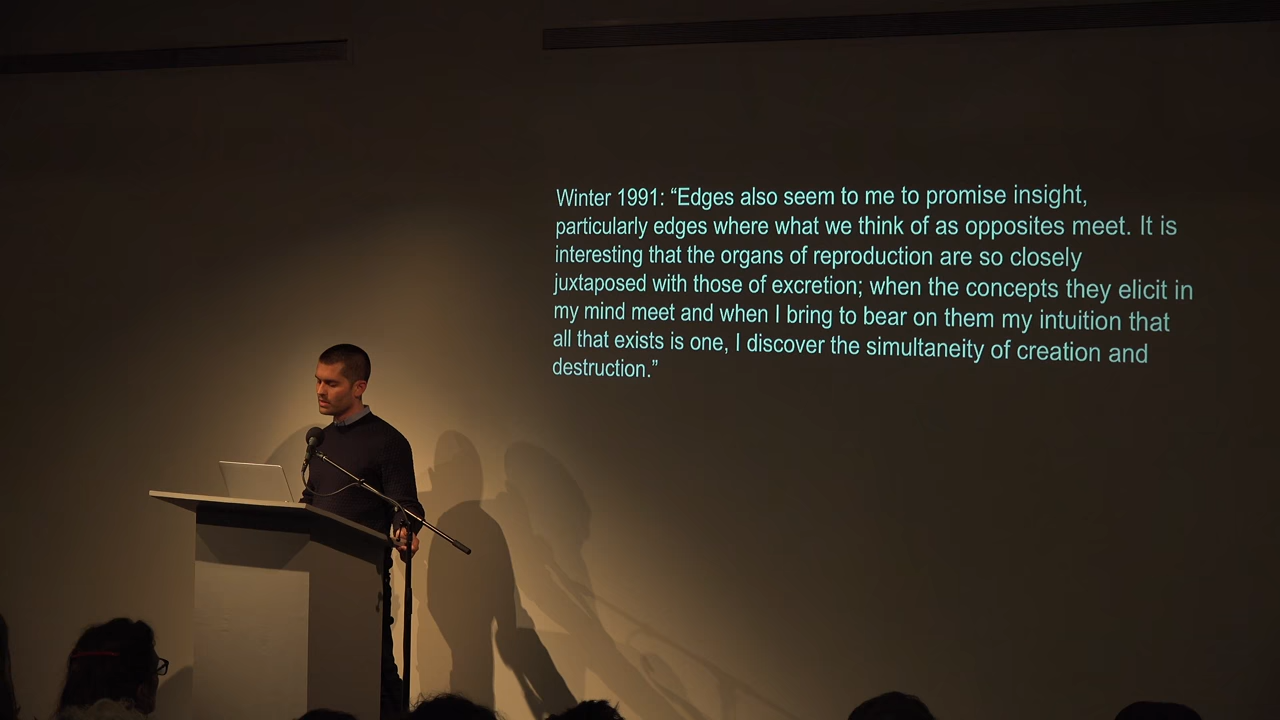 Winter 1991: “Edges also seem to me to promise insight,
particularly edges where what we think of as opposites meet. It is
interesting that the organs of reproduction are so closely
juxtaposed with those of excretion; when the concepts they elicit in
my mind meet and when I bring to bear on them my intuition that
all that exists is one, I discover the simultaneity of creation and
destruction.”